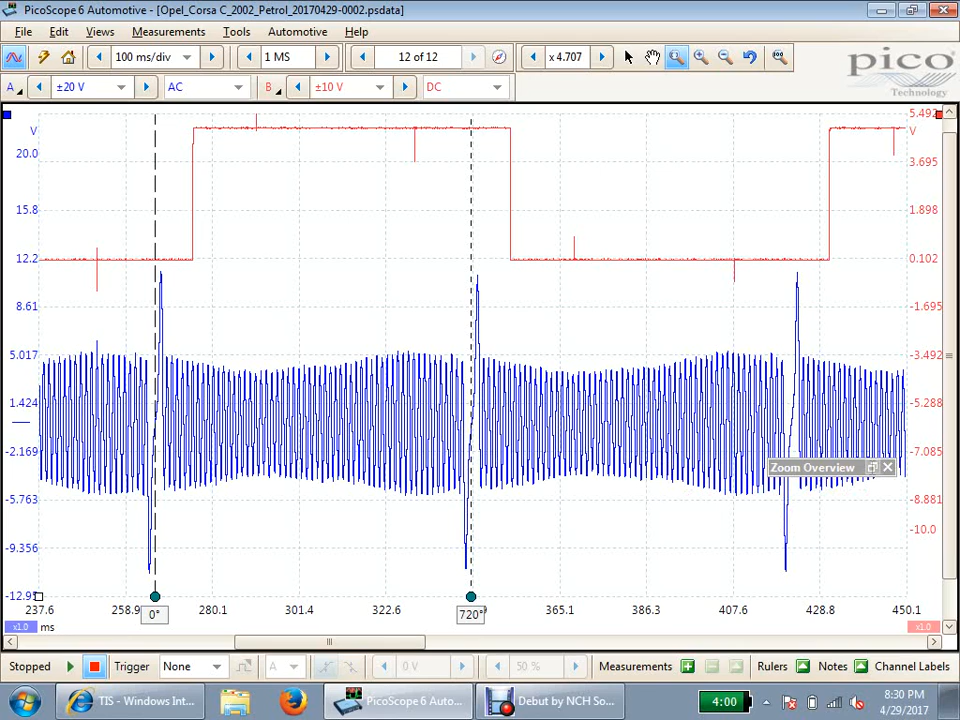 PicoScope 6 Automotive - [Opel_Corsa C_2002_Petrol_20170429-0002.psdata]
File Edit Views Measurements Tools Automotive Help
100 ms/div 1 MS 12 of 12 x 4.707
pico
Technology
A ±20 V AC B ±10 V DC
V 5.492
V
20.0 3.695
15.8 1.898
12.2 0.102
8.61 -1.695
5.017 -3.492
1.424 -5.288
-2.169 -7.085
Zoom Overview
-5.763 -8.881
-10.0
-9.356
-12.95
237.6 258.9 280.1 301.4 322.6 365.1 386.3 407.6 428.8 450.1
0° 720°
x1.0 ms x1.0
Stopped Trigger None A 0 V 50 % Measurements Rulers Notes Channel Labels
TIS - Windows Int... PicoScope 6 Auto... Debut by NCH So... 4:00 8:30 PM
4/29/2017